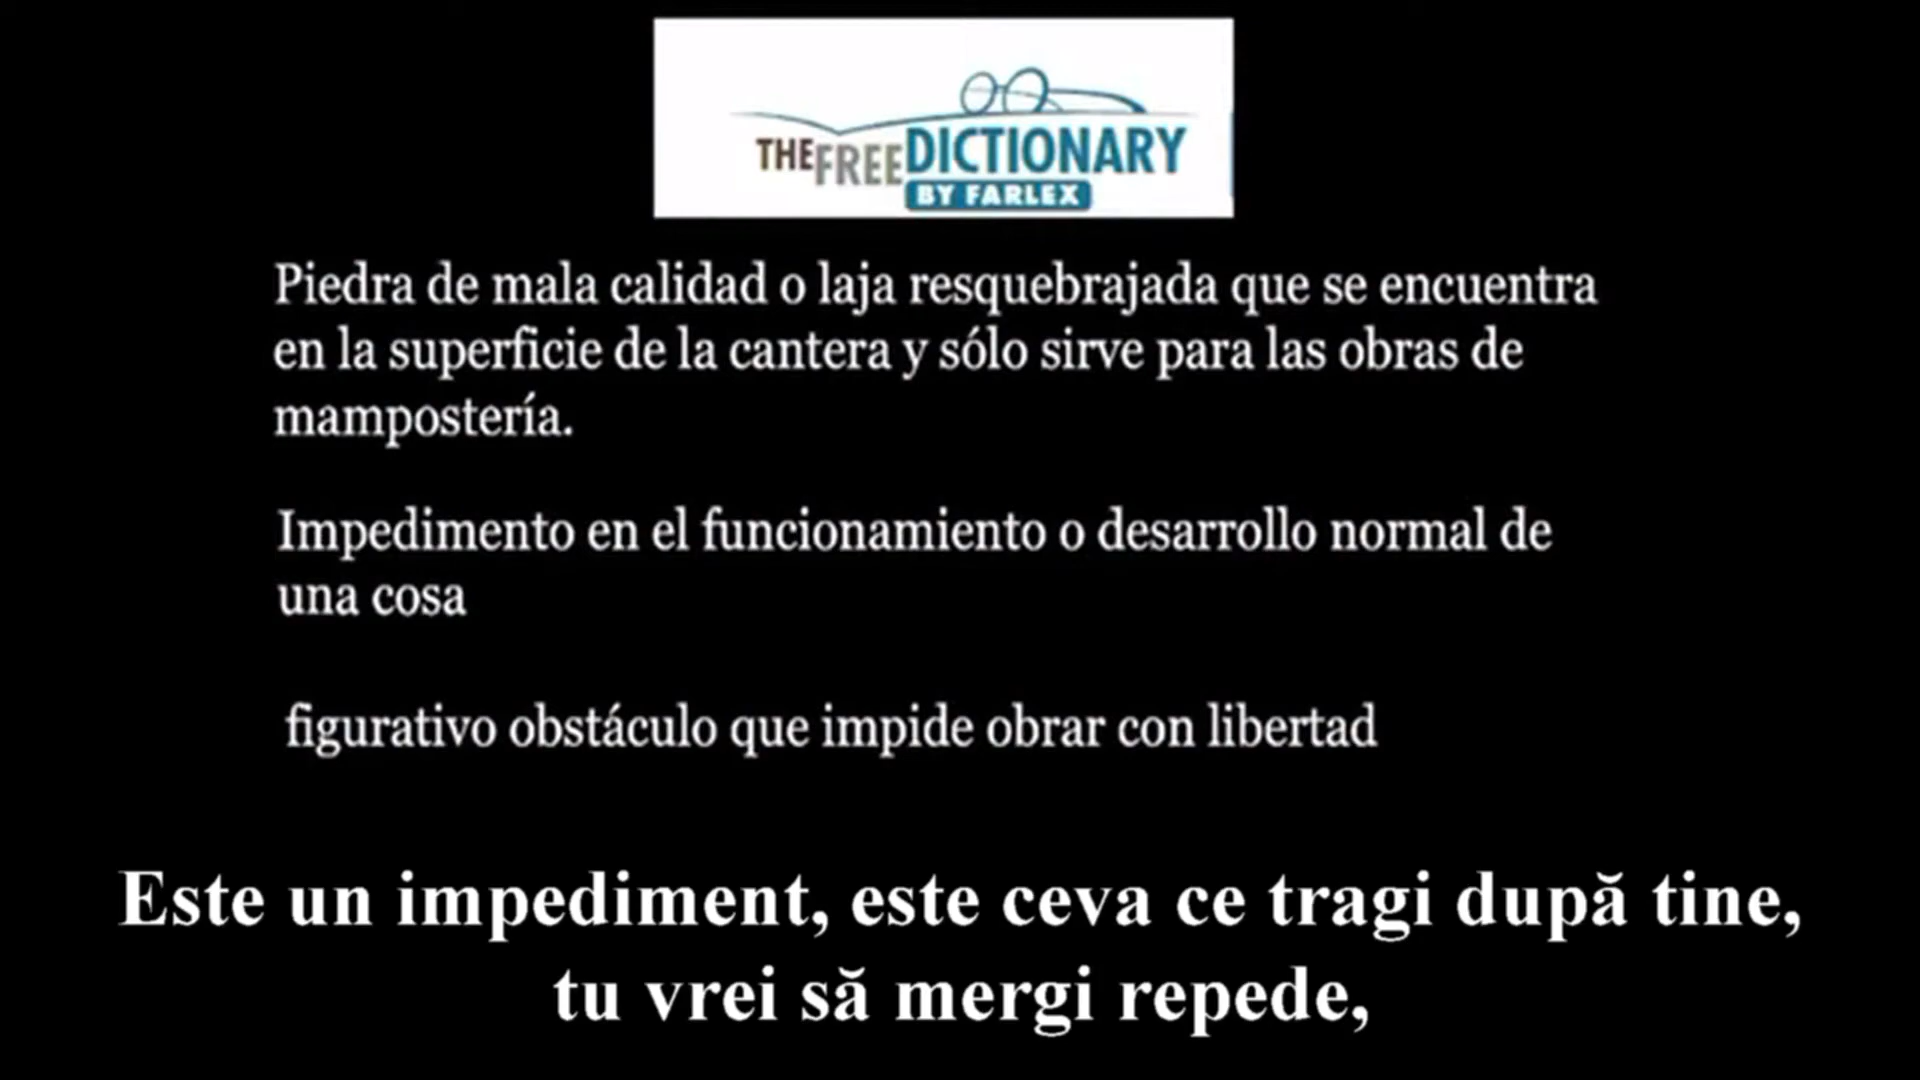 THE FREE DICTIONARY
BY FARLEX
Piedra de mala calidad o laja resquebrajada que se encuentra
en la superficie de la cantera y sólo sirve para las obras de
mampostería.
Impedimento en el funcionamiento o desarrollo normal de
una cosa
figurativo obstáculo que impide obrar con libertad
Este un impediment, este ceva ce tragi după tine,
tu vrei să mergi repede,